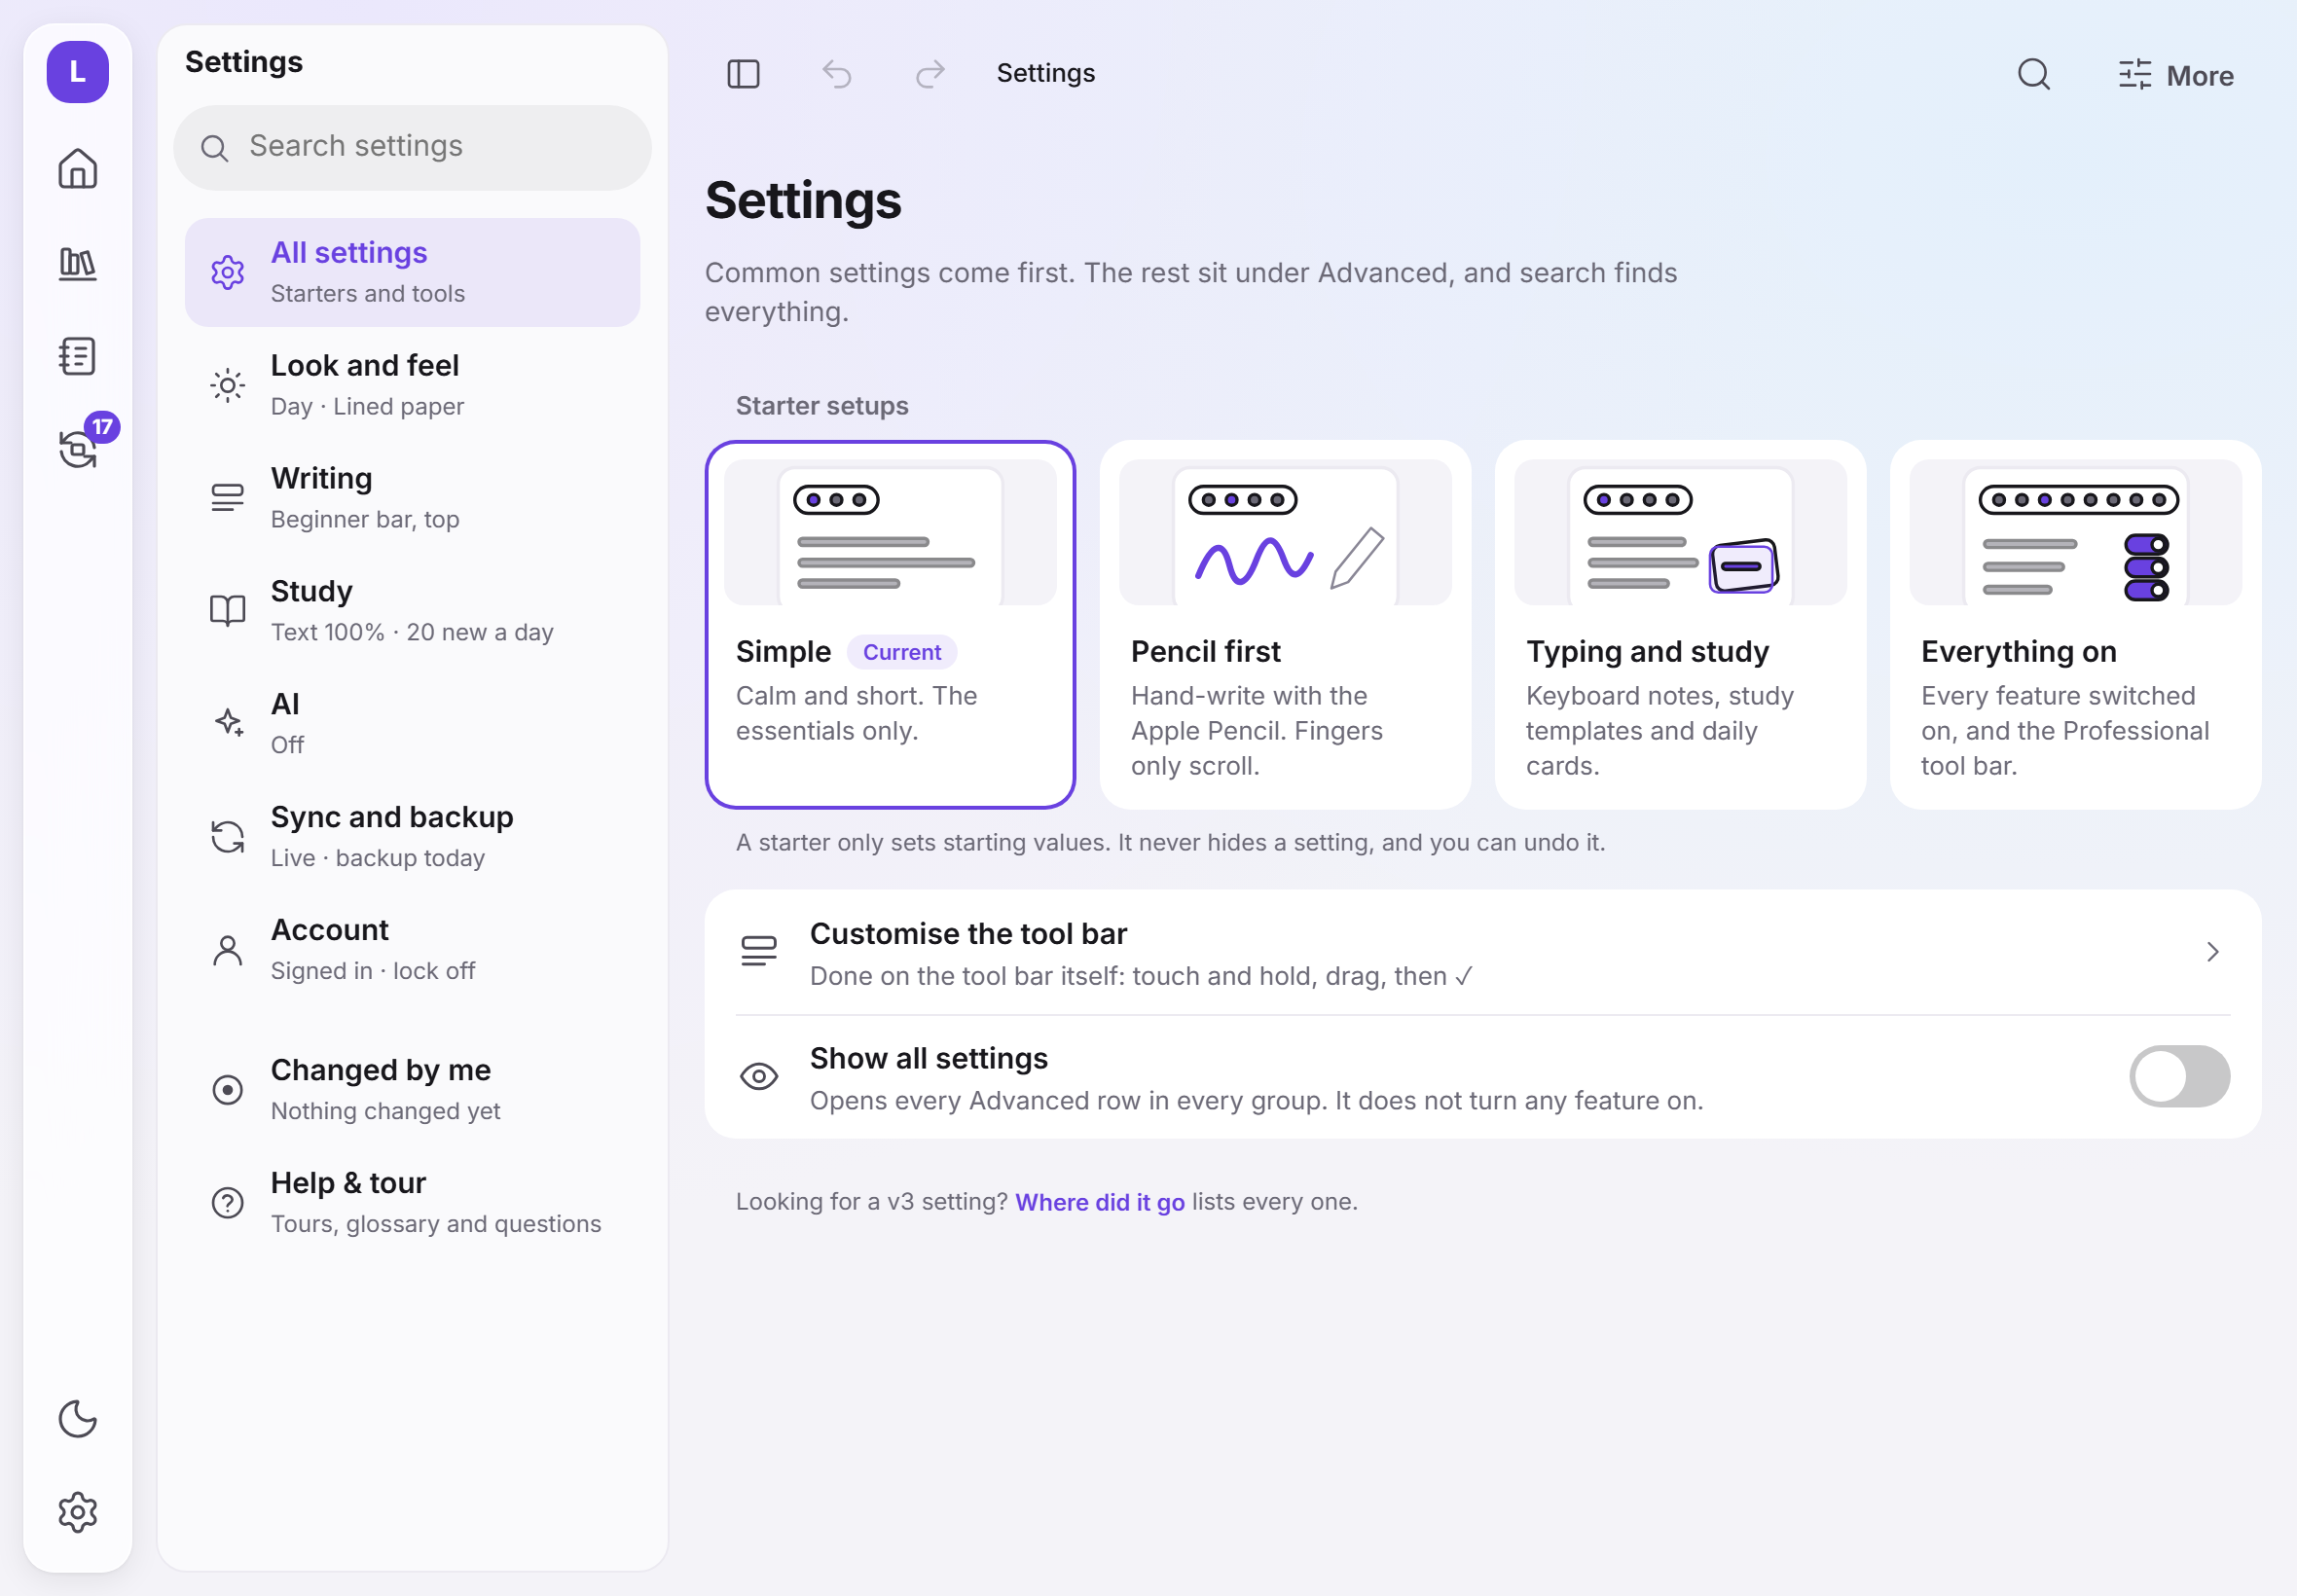 L
17
Settings
Search settings
All settings
Starters and tools
Look and feel
Day · Lined paper
Writing
Beginner bar, top
Study
Text 100% · 20 new a day
AI
Off
Sync and backup
Live · backup today
Account
Signed in · lock off
Changed by me
Nothing changed yet
Help & tour
Tours, glossary and questions
Settings
More
Settings
Common settings come first. The rest sit under Advanced, and search finds
everything.
Starter setups
Simple Current
Calm and short. The
essentials only.
Pencil first
Hand-write with the
Apple Pencil. Fingers
only scroll.
Typing and study
Keyboard notes, study
templates and daily
cards.
Everything on
Every feature switched
on, and the Professional
tool bar.
A starter only sets starting values. It never hides a setting, and you can undo it.
Customise the tool bar
Done on the tool bar itself: touch and hold, drag, then ✓
Show all settings
Opens every Advanced row in every group. It does not turn any feature on.
Looking for a v3 setting? Where did it go lists every one.